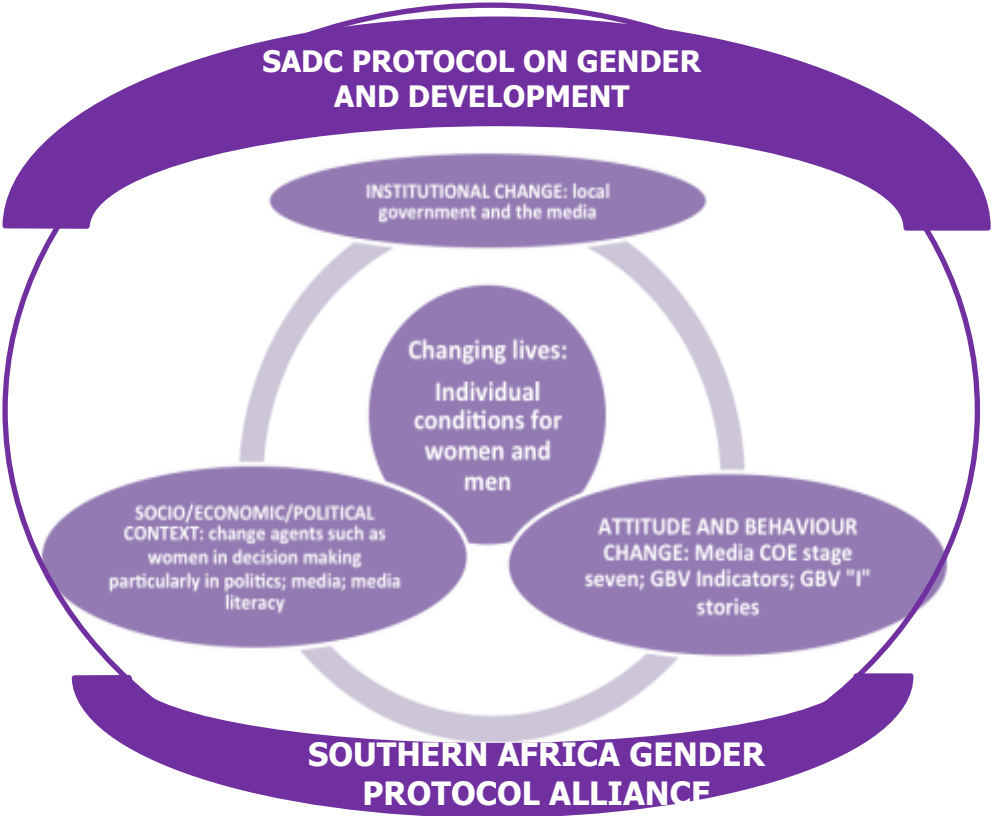 SADC PROTOCOL ON GENDER
AND DEVELOPMENT
INSTITUTIONAL CHANGE: local
government and the media
Changing lives:
Individual
conditions for
women and
men
SOCIO/ECONOMIC/POLITICAL
CONTEXT: change agents such as
women in decision making
particularly in politics; media; media
literacy
ATTITUDE AND BEHAVIOUR
CHANGE: Media COE stage
seven; GBV Indicators; GBV "I"
stories
SOUTHERN AFRICA GENDER
PROTOCOL ALLIANCE